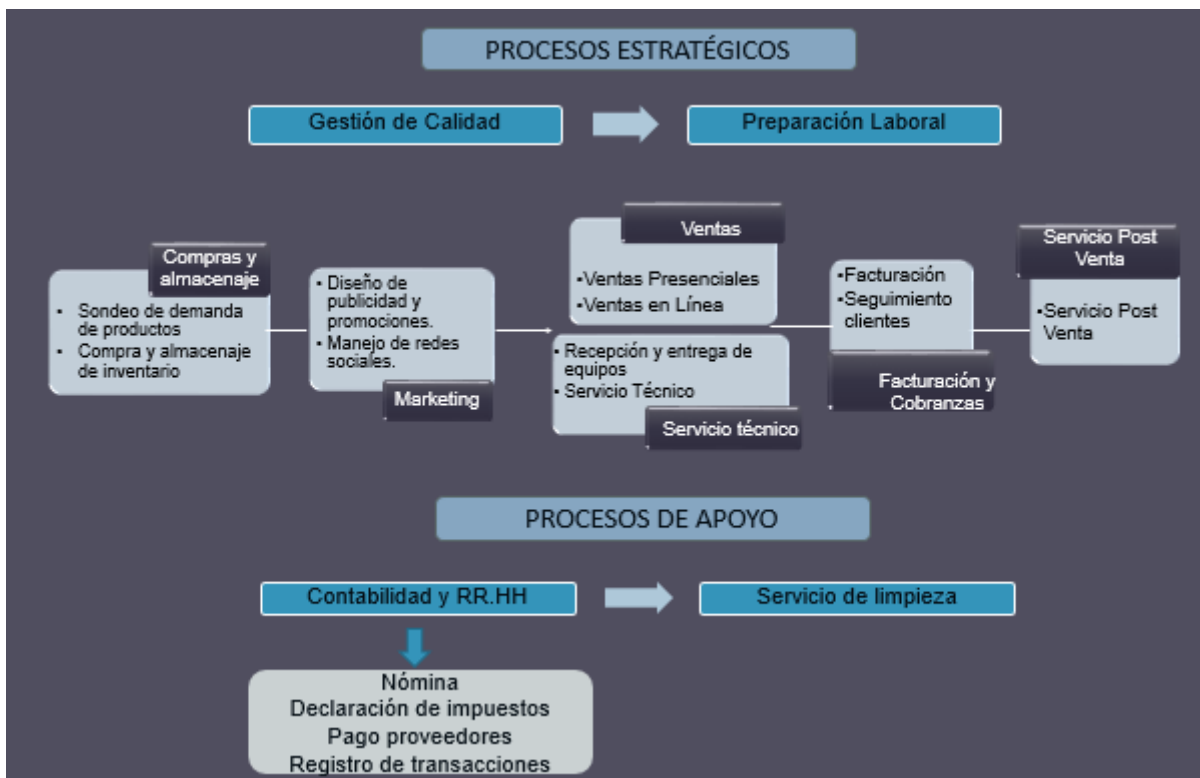 PROCESOS ESTRATÉGICOS
Gestión de Calidad
Preparación Laboral
Compras y
almacenaje
▪ Sondeo de demanda
de productos
▪ Compra y almacenaje
de inventario
▪ Diseño de
publicidad y
promociones.
▪ Manejo de redes
sociales.
Marketing
Ventas
▪Ventas Presenciales
▪Ventas en Línea
▪ Recepción y entrega de
equipos
▪ Servicio Técnico
Servicio técnico
▪Facturación
▪Seguimiento
clientes
Facturación y
Cobranzas
Servicio Post
Venta
▪Servicio Post
Venta
PROCESOS DE APOYO
Contabilidad y RR.HH
Servicio de limpieza
Nómina
Declaración de impuestos
Pago proveedores
Registro de transacciones